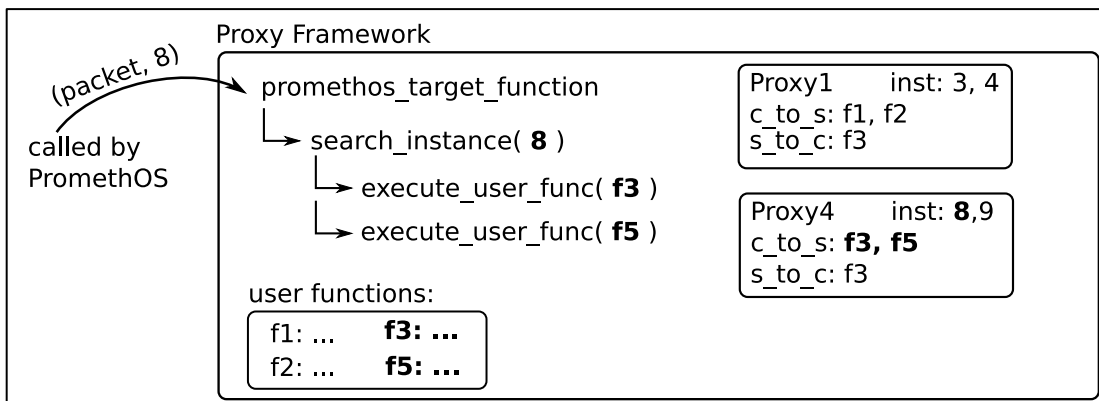 Proxy Framework
(packet, 8)
called by
PromethOS
promethos_target_function
search_instance( 8 )
execute_user_func( f3 )
execute_user_func( f5 )
user functions:
f1: ... f3: ...
f2: ... f5: ...
Proxy1 inst: 3, 4
c_to_s: f1, f2
s_to_c: f3
Proxy4 inst: 8,9
c_to_s: f3, f5
s_to_c: f3